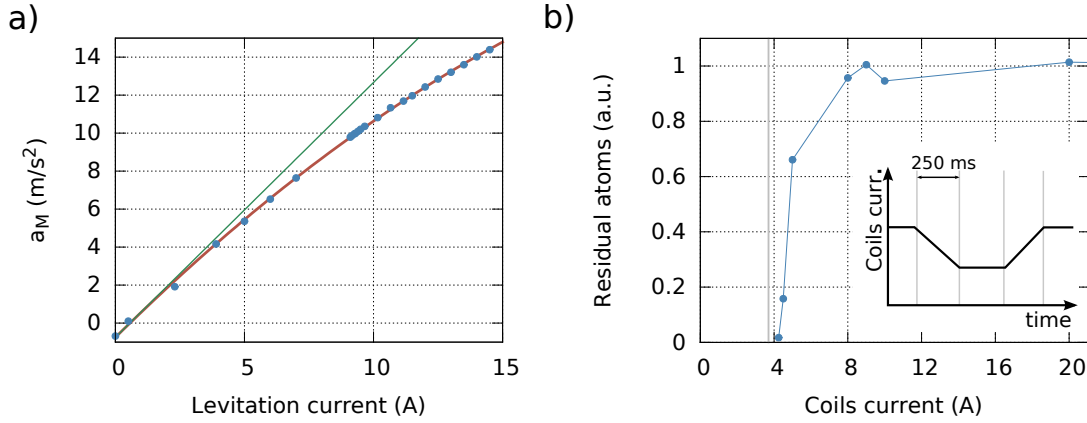 a)
14
12
10
8
6
4
2
0
a_M (m/s²)
0 5 10 15
Levitation current (A)
b)
1
0.8
0.6
0.4
0.2
0
Residual atoms (a.u.)
250 ms
Coils curr.
time
0 4 8 12 16 20
Coils current (A)